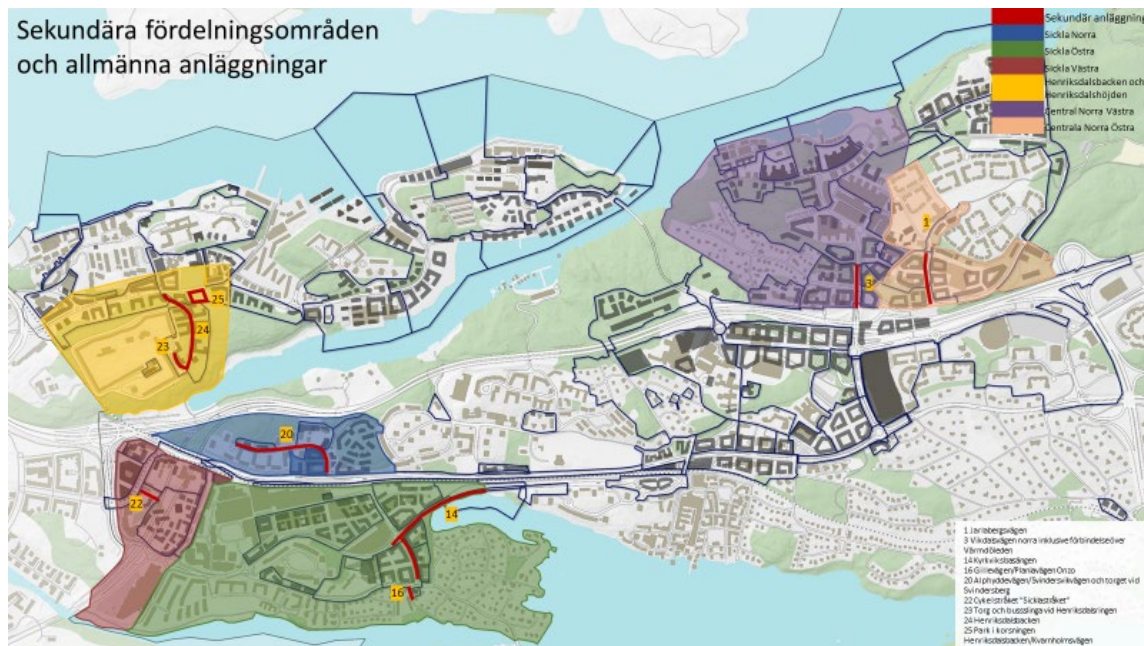 Sekundära fördelningsområden
och allmänna anläggningar
Sekundär anläggning
Sickla Norra
Sickla Östra
Sickla Västra
Henriksdalsbacken och
Henriksdalshöjden
Central Norra Västra
Centrala Norra Östra
1
3
25
24
23
20
22
14
16
1 Jarlabergsvägen
3 Vikdalsvägen norra inklusive förbindelse över
Värmdöleden
14 Kyrkviksbasängen
16 Gillevägen/Planiavägen Onzo
20 Alphyddevägen/Svindersviksvägen och torget vid
Svindersberg
22 Cykelstråket "Sicklastråket"
23 Torg och bussslinga vid Henriksdalsringen
24 Henriksdalsbacken
25 Park i korsningen
Henriksdalsbacken/Kvarnholmsvägen